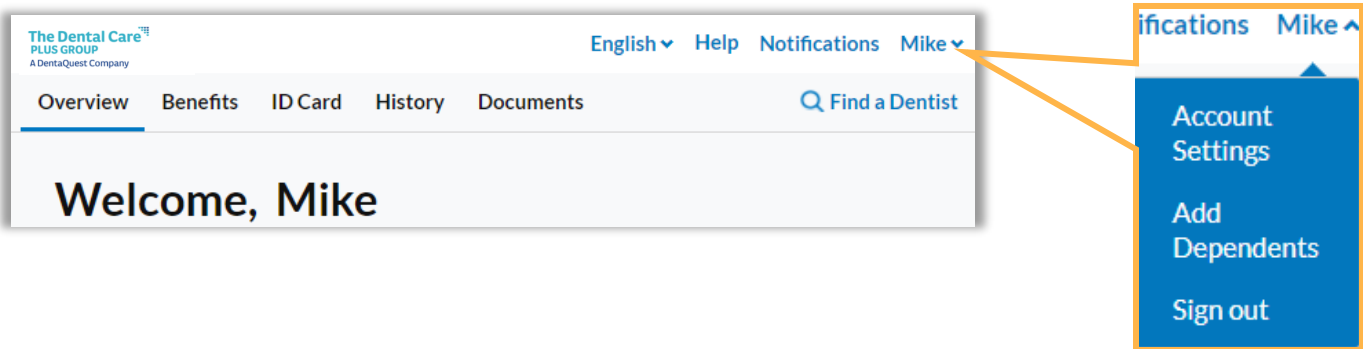 The Dental Care
PLUS GROUP
A DentaQuest Company
English Help Notifications Mike
Overview Benefits ID Card History Documents Find a Dentist
Welcome, Mike
ifications Mike
Account
Settings
Add
Dependents
Sign out